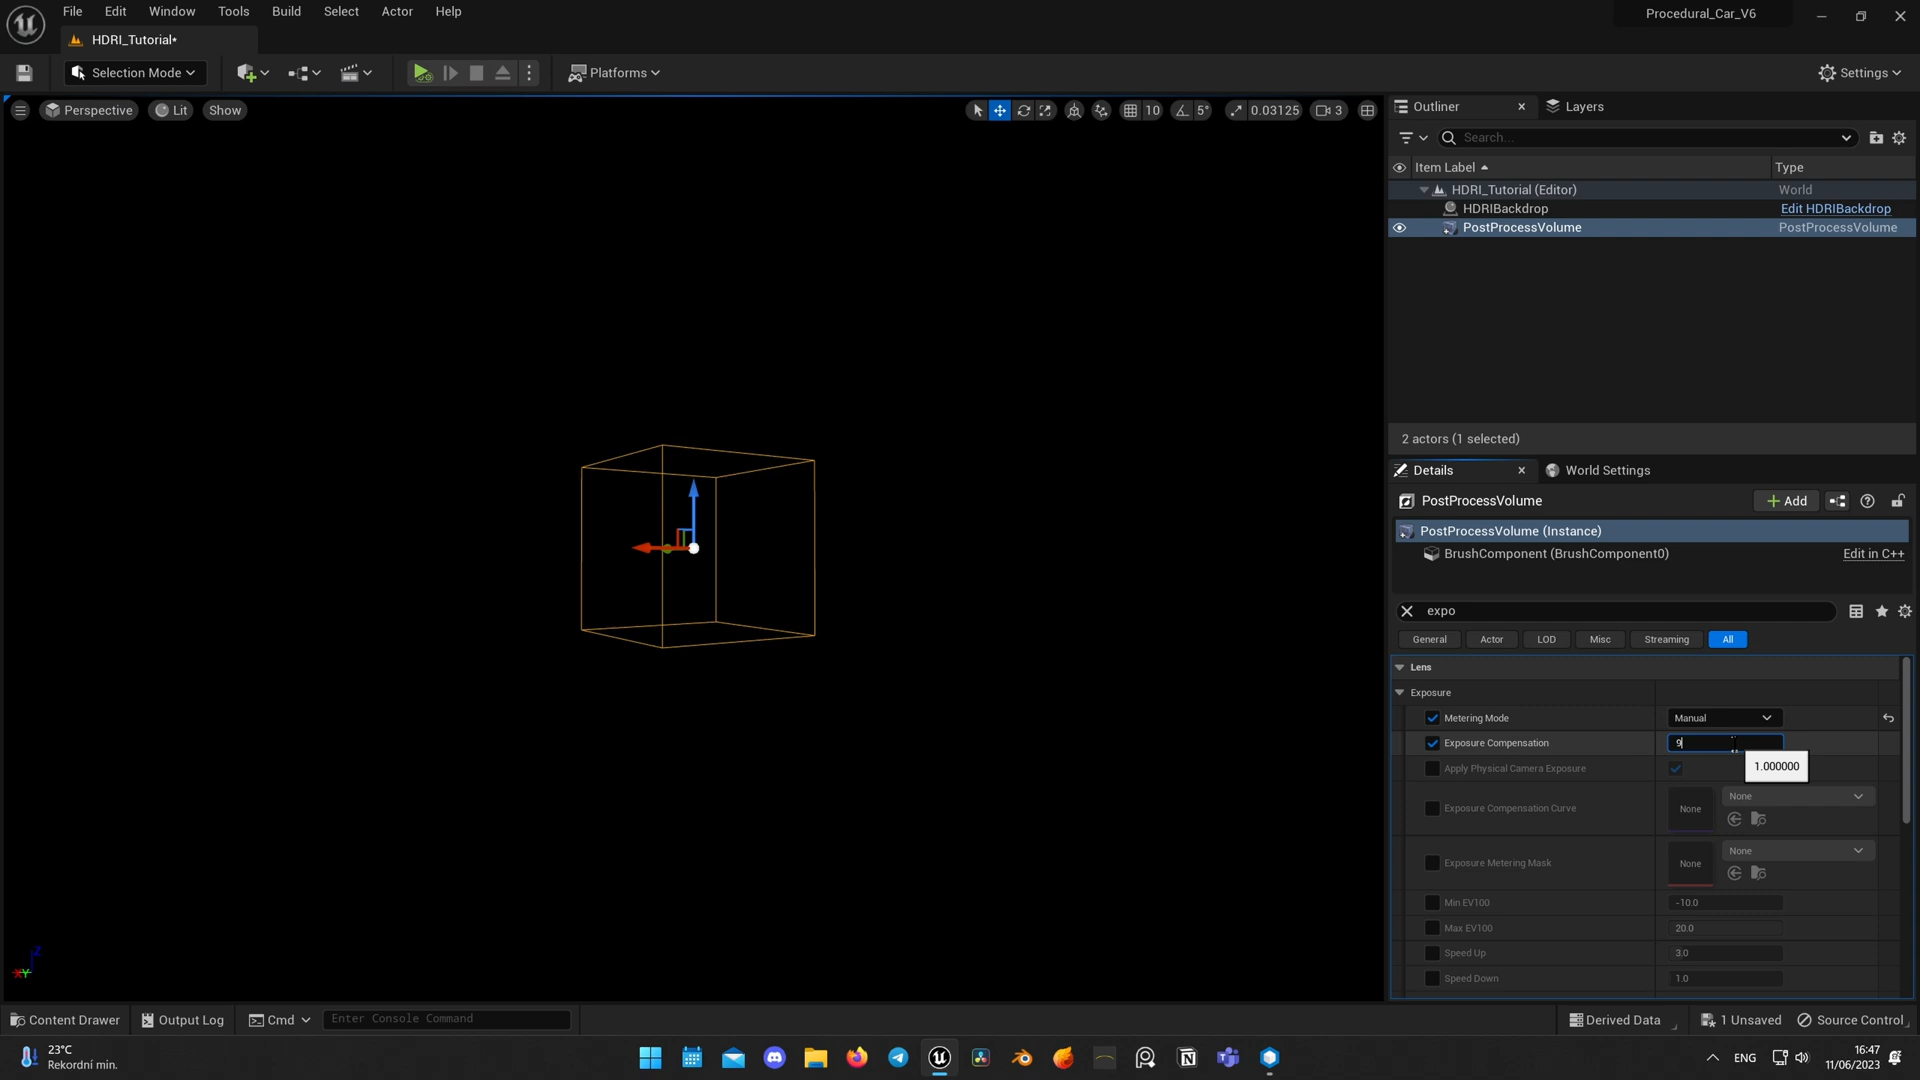 File Edit Window Tools Build Select Actor Help
Procedural_Car_V6
HDRI_Tutorial*
Selection Mode
Platforms
Settings
Perspective
Lit
Show
10
5°
0.03125
3
Outliner
Layers
Search...
Item Label
Type
HDRI_Tutorial (Editor)
World
HDRIBackdrop
Edit HDRIBackdrop
PostProcessVolume
PostProcessVolume
2 actors (1 selected)
Details
World Settings
PostProcessVolume
Add
PostProcessVolume (Instance)
BrushComponent (BrushComponent0)
Edit in C++
expo
General Actor LOD Misc Streaming All
Lens
Exposure
Metering Mode
Manual
Exposure Compensation
9
1.000000
Apply Physical Camera Exposure
Exposure Compensation Curve
None
None
Exposure Metering Mask
None
None
Min EV100
-10.0
Max EV100
20.0
Speed Up
3.0
Speed Down
1.0
Z
X
Y
Content Drawer
Output Log
Cmd
Enter Console Command
Derived Data
1 Unsaved
Source Control
23°C
Rekordní min.
ENG
16:47
11/06/2023